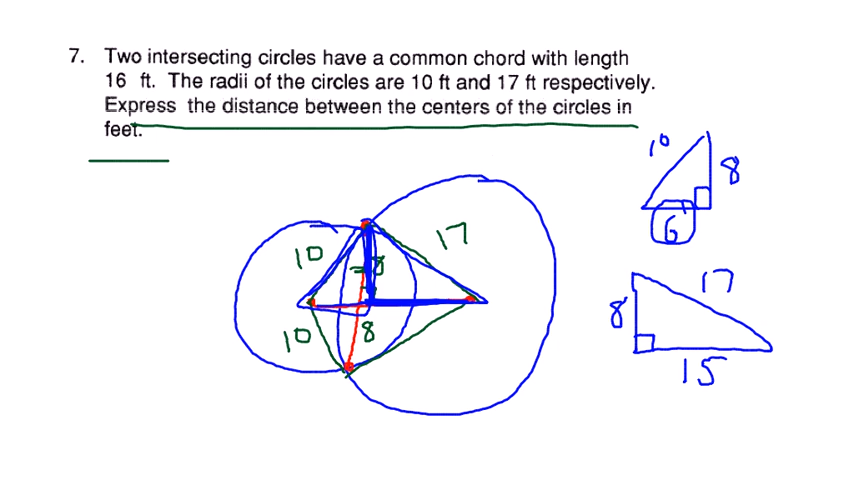 7. Two intersecting circles have a common chord with length
16 ft. The radii of the circles are 10 ft and 17 ft respectively.
Express the distance between the centers of the circles in
feet.
10
8
6
10
17
8
10
8
8
17
15